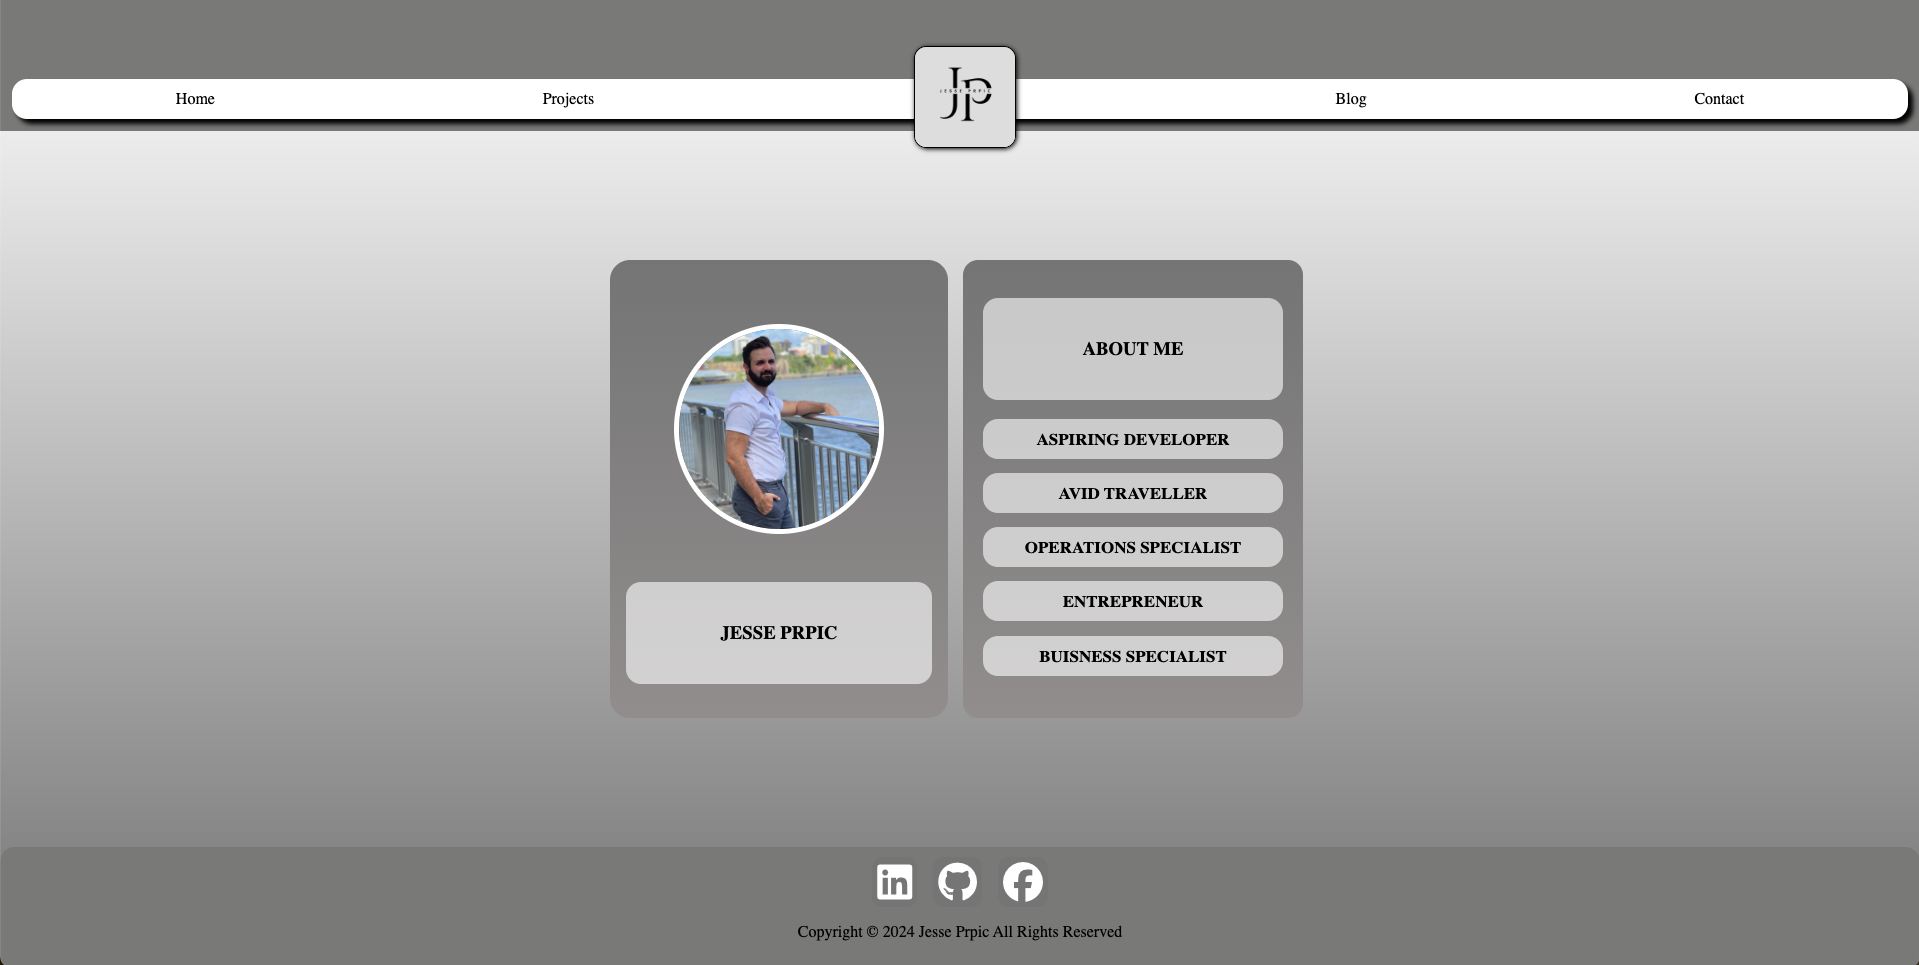 Home
Projects
JP
JESSE PRPIC
Blog
Contact
JESSE PRPIC
ABOUT ME
ASPIRING DEVELOPER
AVID TRAVELLER
OPERATIONS SPECIALIST
ENTREPRENEUR
BUISNESS SPECIALIST
in
Copyright © 2024 Jesse Prpic All Rights Reserved